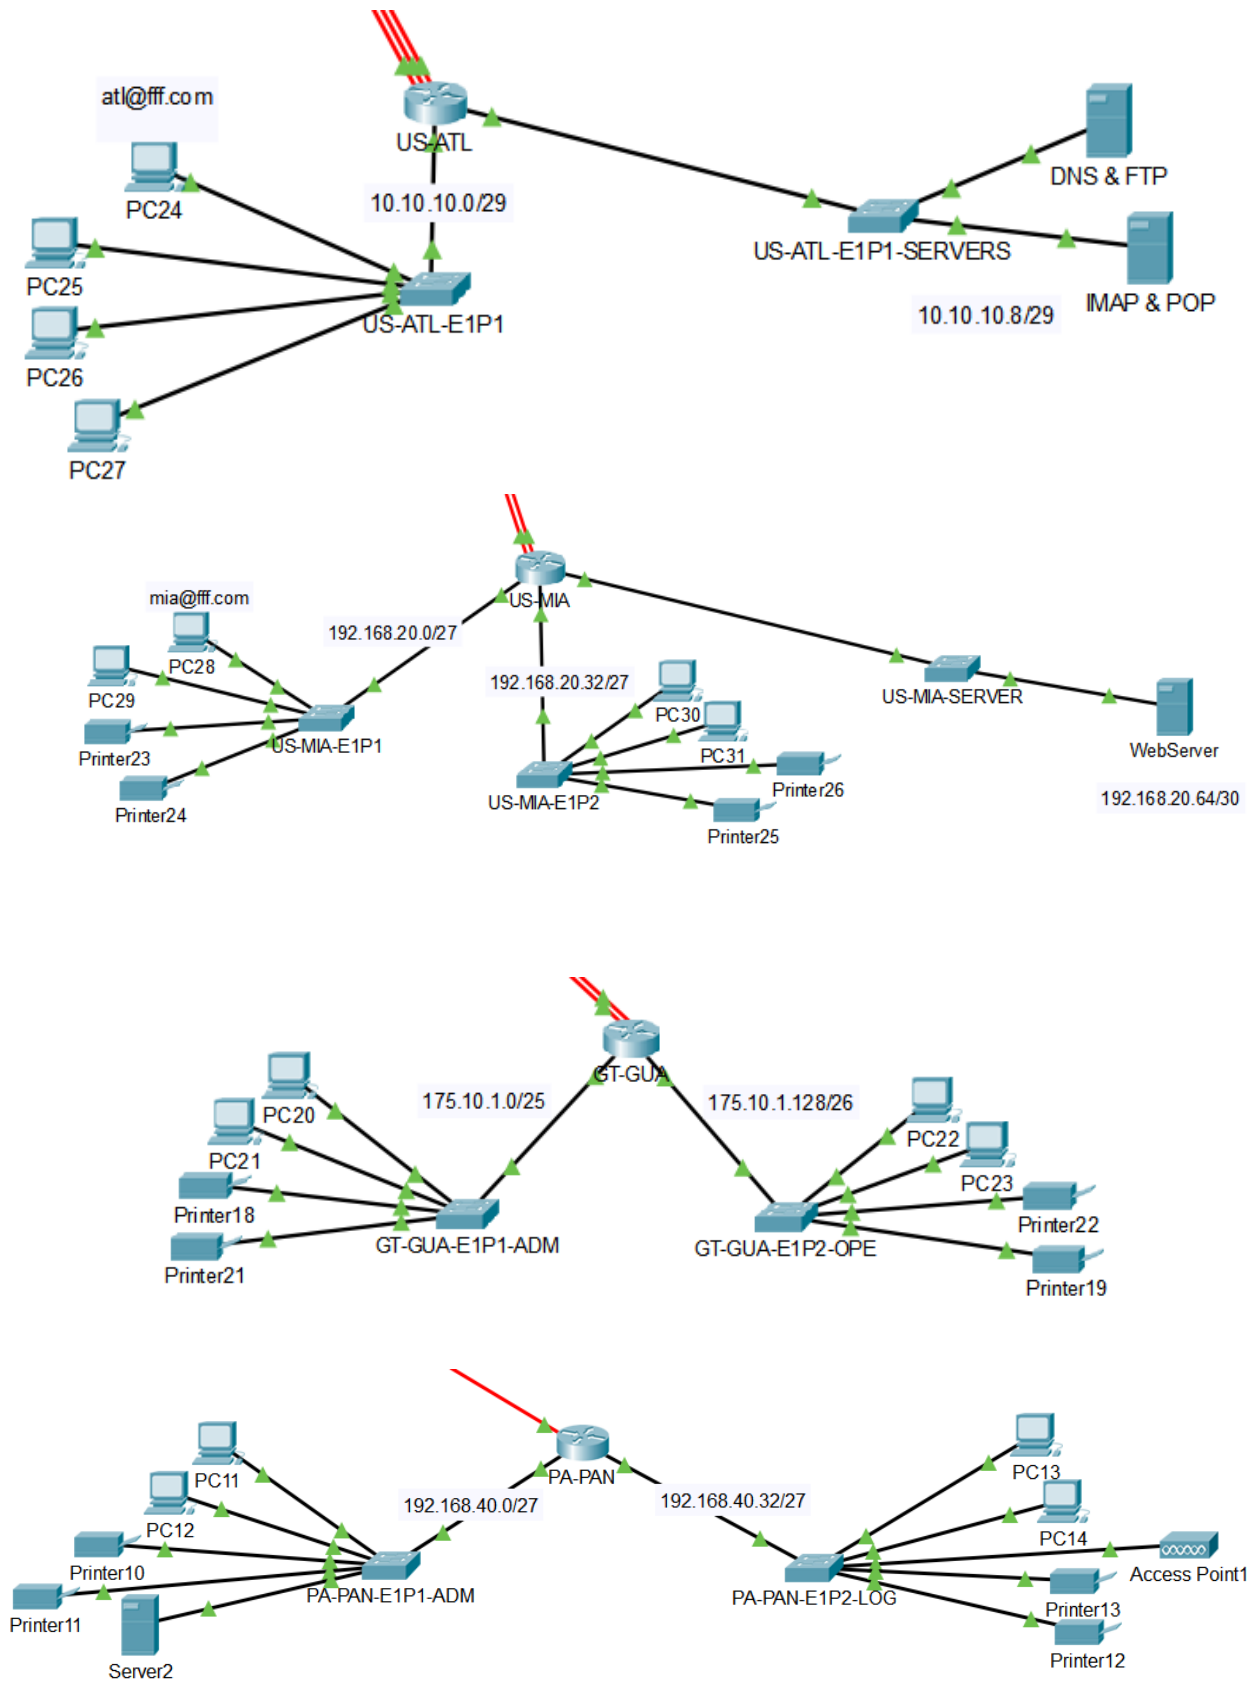 atl@fff.com
US-ATL
DNS & FTP
PC24
10.10.10.0/29
US-ATL-E1P1-SERVERS
PC25
IMAP & POP
10.10.10.8/29
US-ATL-E1P1
PC26
PC27
mia@fff.com
US-MIA
192.168.20.0/27
PC28
192.168.20.32/27
US-MIA-SERVER
PC29
PC30
US-MIA-E1P1
WebServer
Printer23
PC31
Printer26
192.168.20.64/30
US-MIA-E1P2
Printer24
Printer25
GT-GUA
175.10.1.0/25
175.10.1.128/26
PC20
PC22
PC21
PC23
Printer18
Printer22
GT-GUA-E1P1-ADM
GT-GUA-E1P2-OPE
Printer21
Printer19
PA-PAN
PC11
PC13
192.168.40.0/27
192.168.40.32/27
PC12
PC14
Printer10
Access Point1
PA-PAN-E1P1-ADM
PA-PAN-E1P2-LOG
Printer13
Printer11
Printer12
Server2